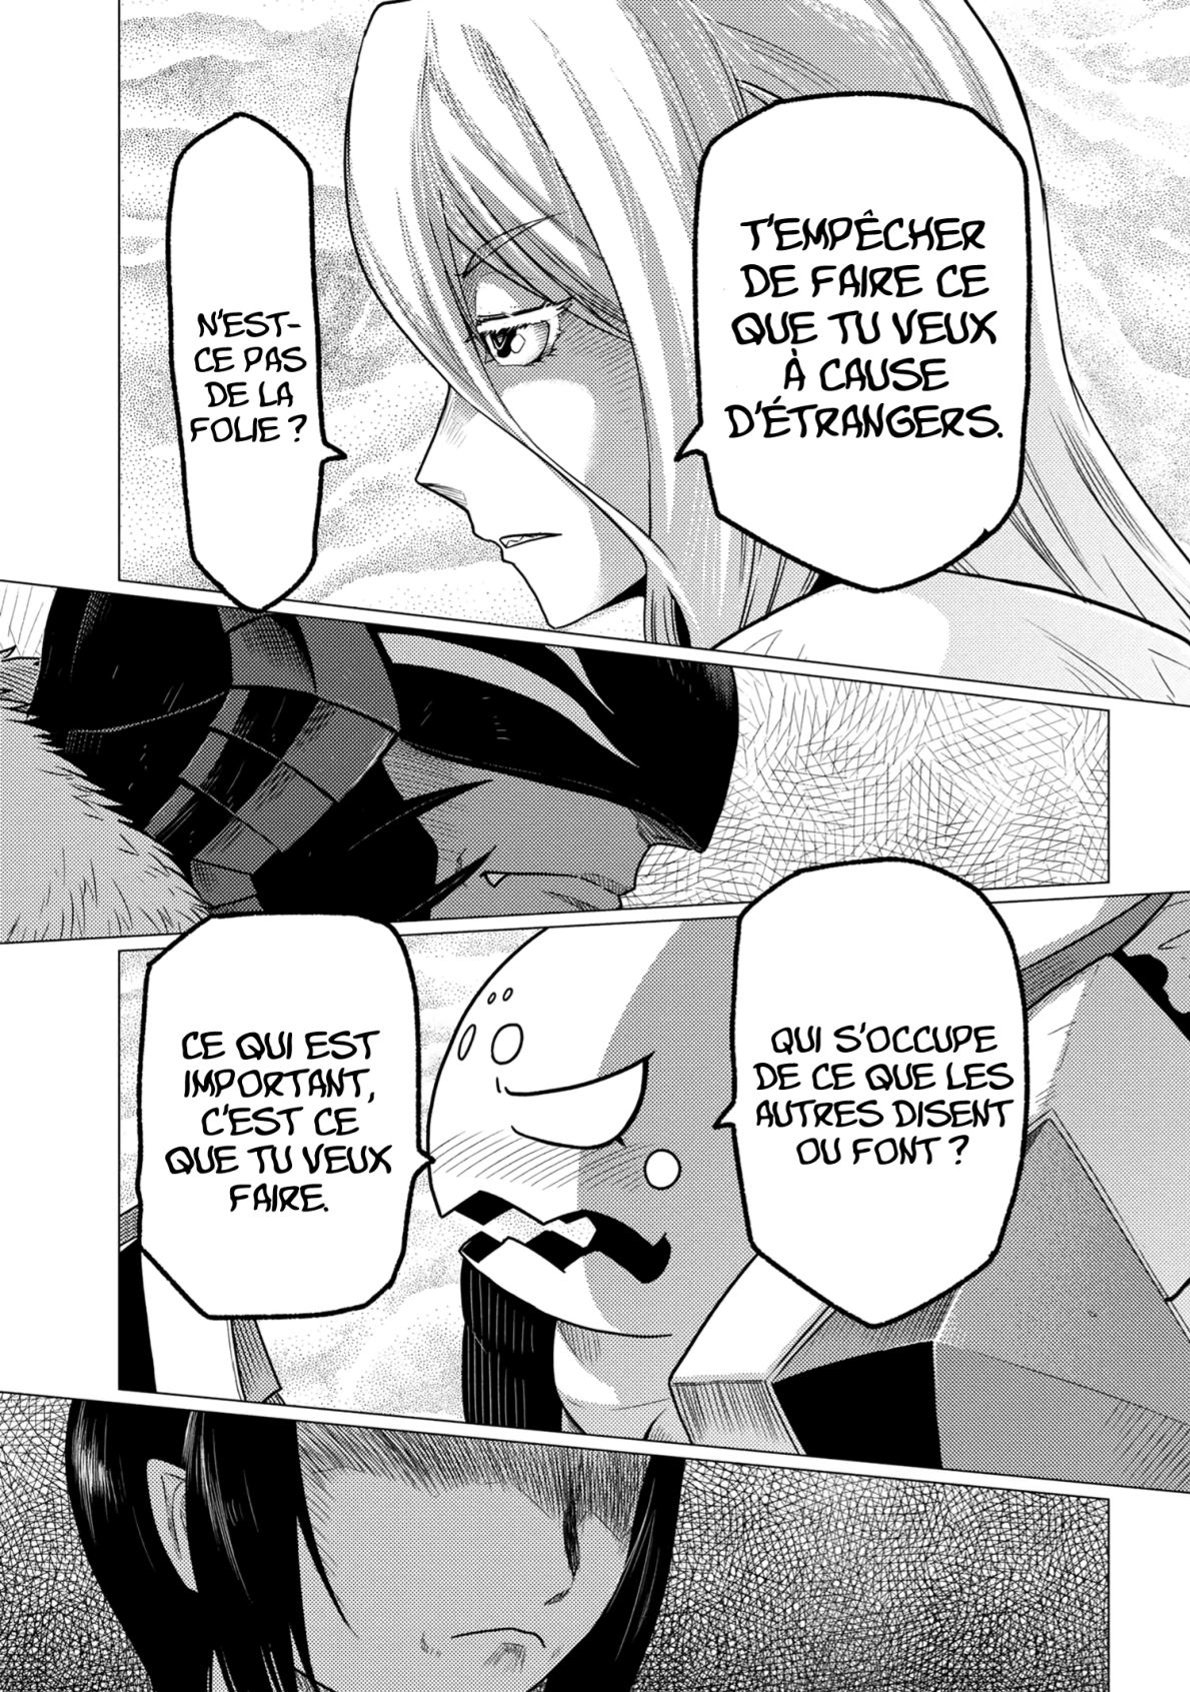 T'EMPÊCHER
DE FAIRE CE
QUE TU VEUX
À CAUSE
D'ÉTRANGERS.
N'EST-
CE PAS
DE LA
FOLIE ?
QUI S'OCCUPE
DE CE QUE LES
AUTRES DISENT
OU FONT ?
CE QUI EST
IMPORTANT,
C'EST CE
QUE TU VEUX
FAIRE.